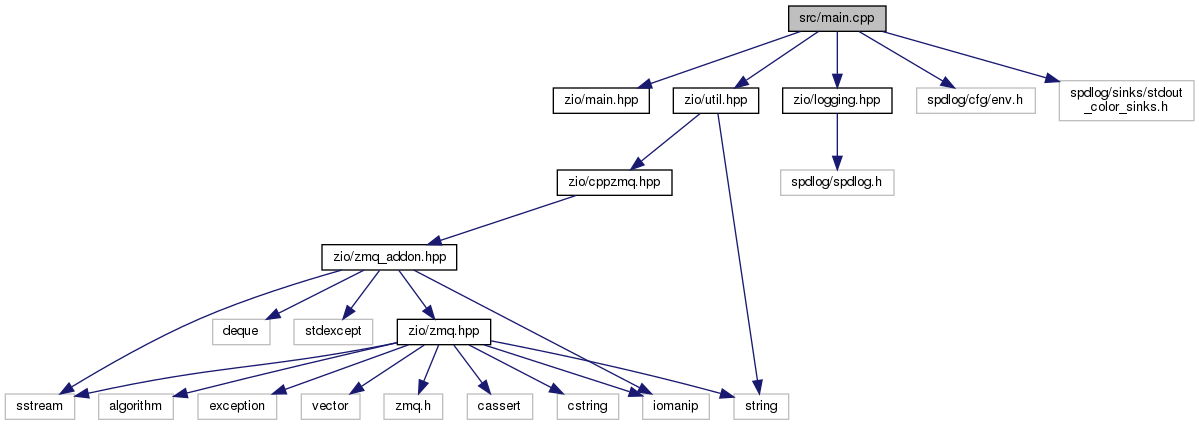 src/main.cpp
zio/main.hpp
zio/util.hpp
zio/logging.hpp
spdlog/cfg/env.h
spdlog/sinks/stdout
_color_sinks.h
zio/cppzmq.hpp
spdlog/spdlog.h
zio/zmq_addon.hpp
deque
stdexcept
zio/zmq.hpp
sstream
algorithm
exception
vector
zmq.h
cassert
cstring
iomanip
string